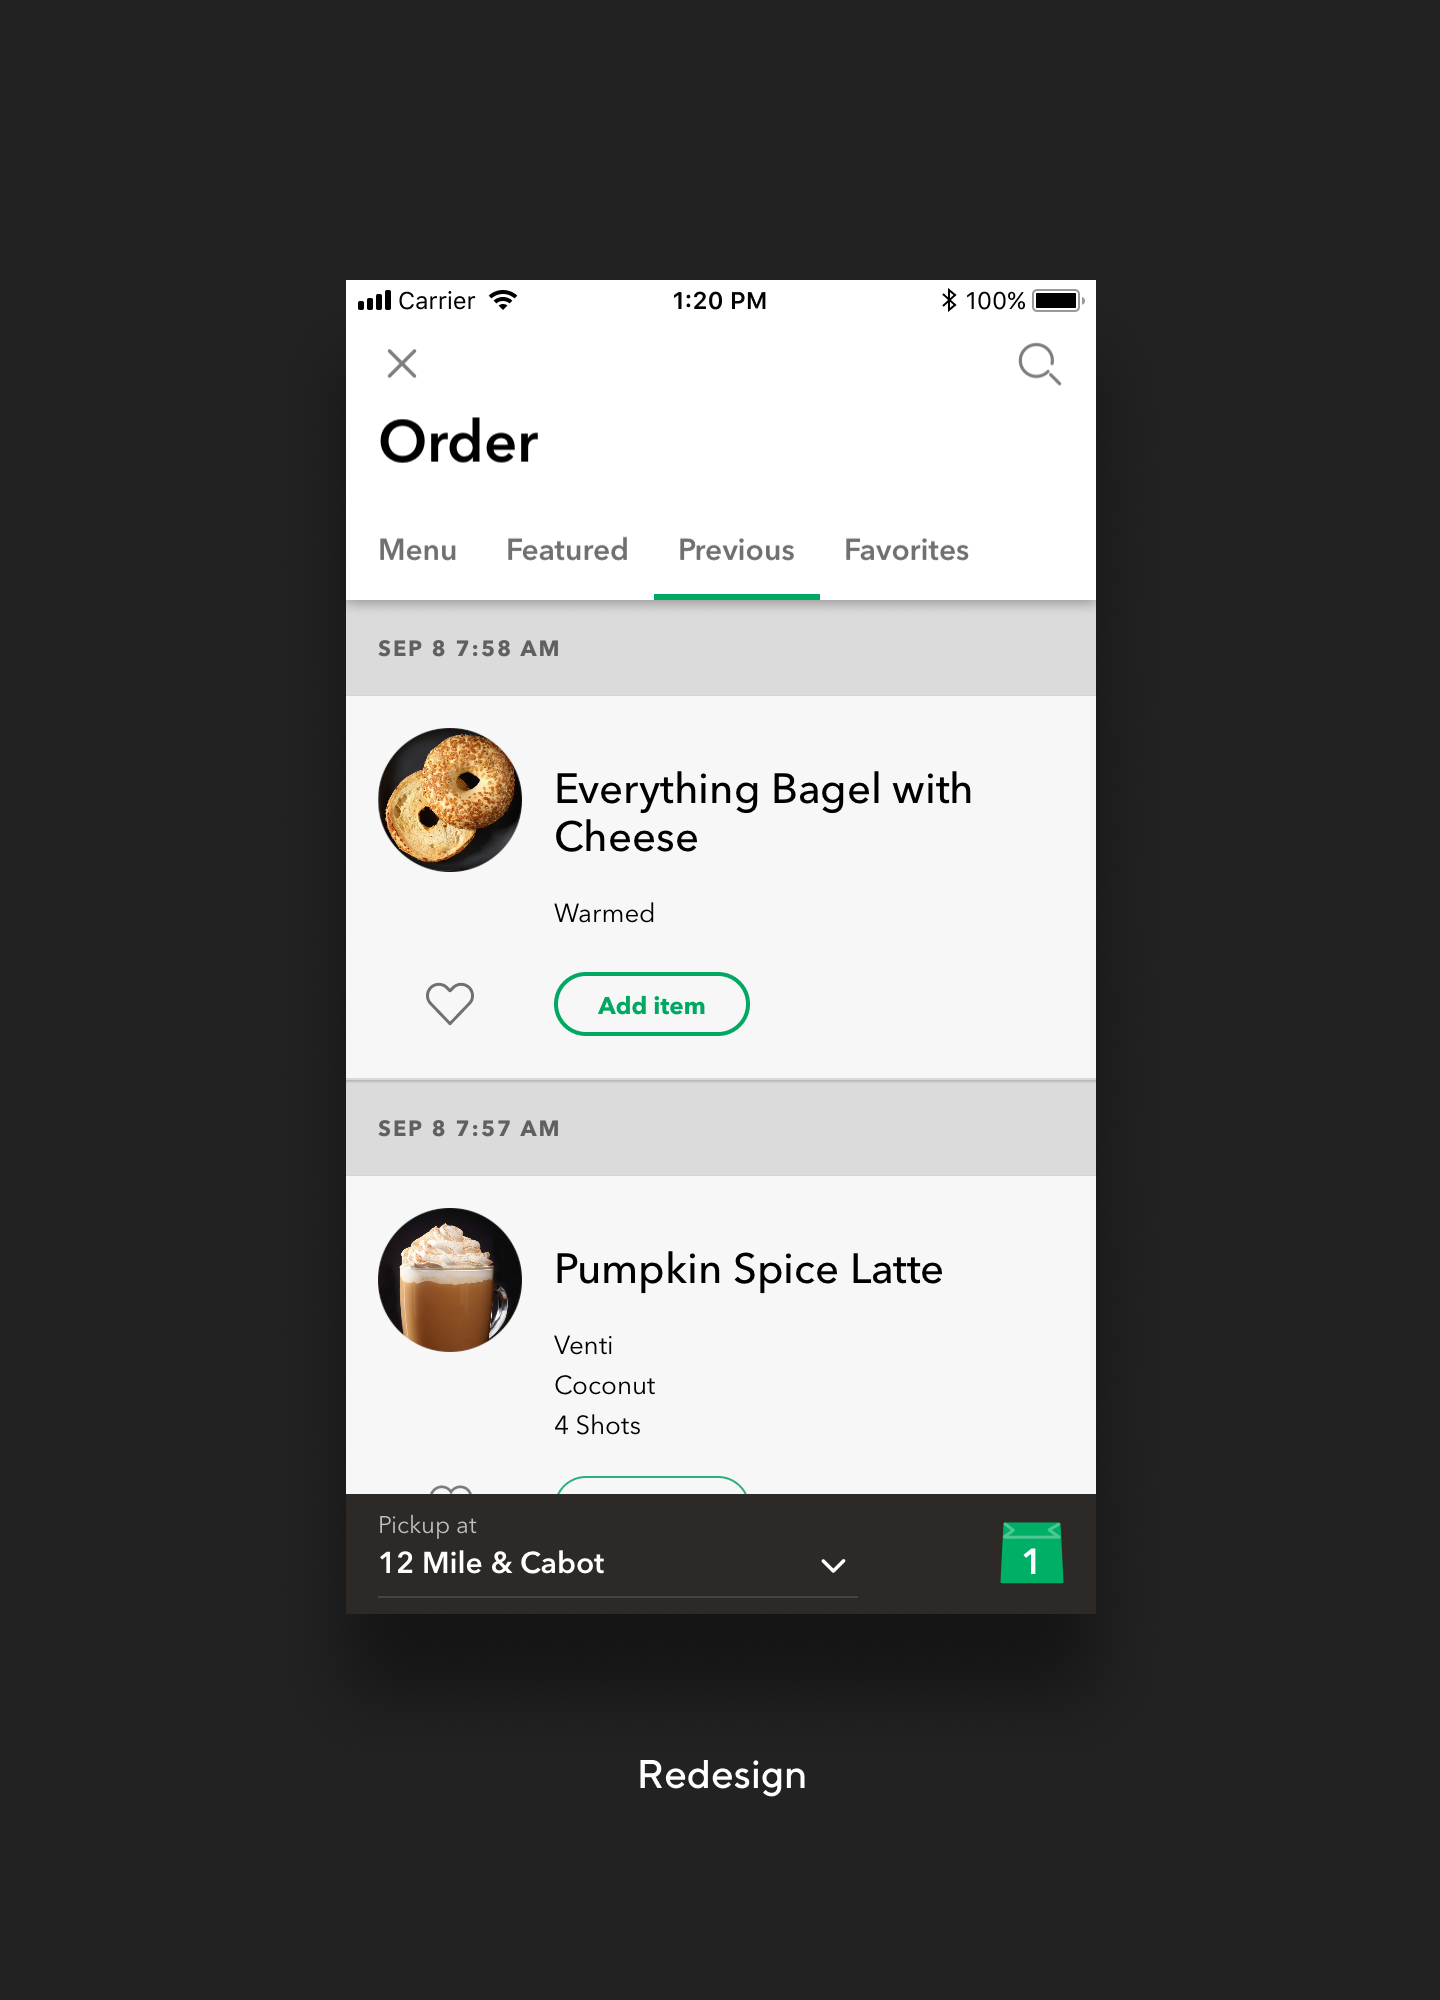 Carrier 1:20 PM 100%
Order
Menu Featured Previous Favorites
SEP 8 7:58 AM
Everything Bagel with
Cheese
Warmed
Add item
SEP 8 7:57 AM
Pumpkin Spice Latte
Venti
Coconut
4 Shots
Pickup at
12 Mile & Cabot
1
Redesign